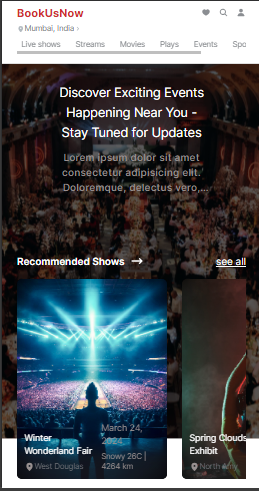 BookUsNow
Mumbai, India ›
Live shows Streams Movies Plays Events Spo
Discover Exciting Events
Happening Near You -
Stay Tuned for Updates
Lorem ipsum dolor sit amet
consectetur adipisicing elit.
Doloremque, delectus vero,...
Recommended Shows → see all
Winter
Wonderland Fair
West Douglas
March 24,
2024
Snowy 26C |
4264 km
Spring Clouds
Exhibit
North Amy